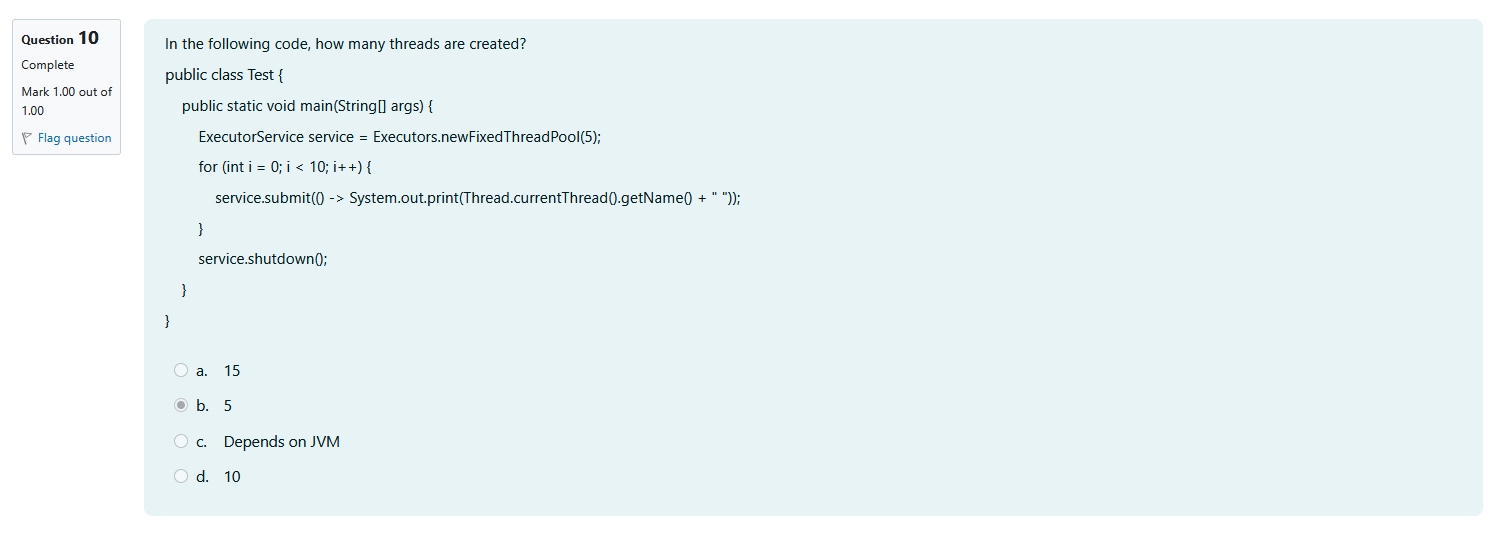 Question 10
Complete
Mark 1.00 out of
1.00
Flag question
In the following code, how many threads are created?
public class Test {
public static void main(String[] args) {
ExecutorService service = Executors.newFixedThreadPool(5);
for (int i = 0; i < 10; i++) {
service.submit(() -> System.out.print(Thread.currentThread().getName() + " "));
}
service.shutdown();
}
}
a. 15
b. 5
c. Depends on JVM
d. 10